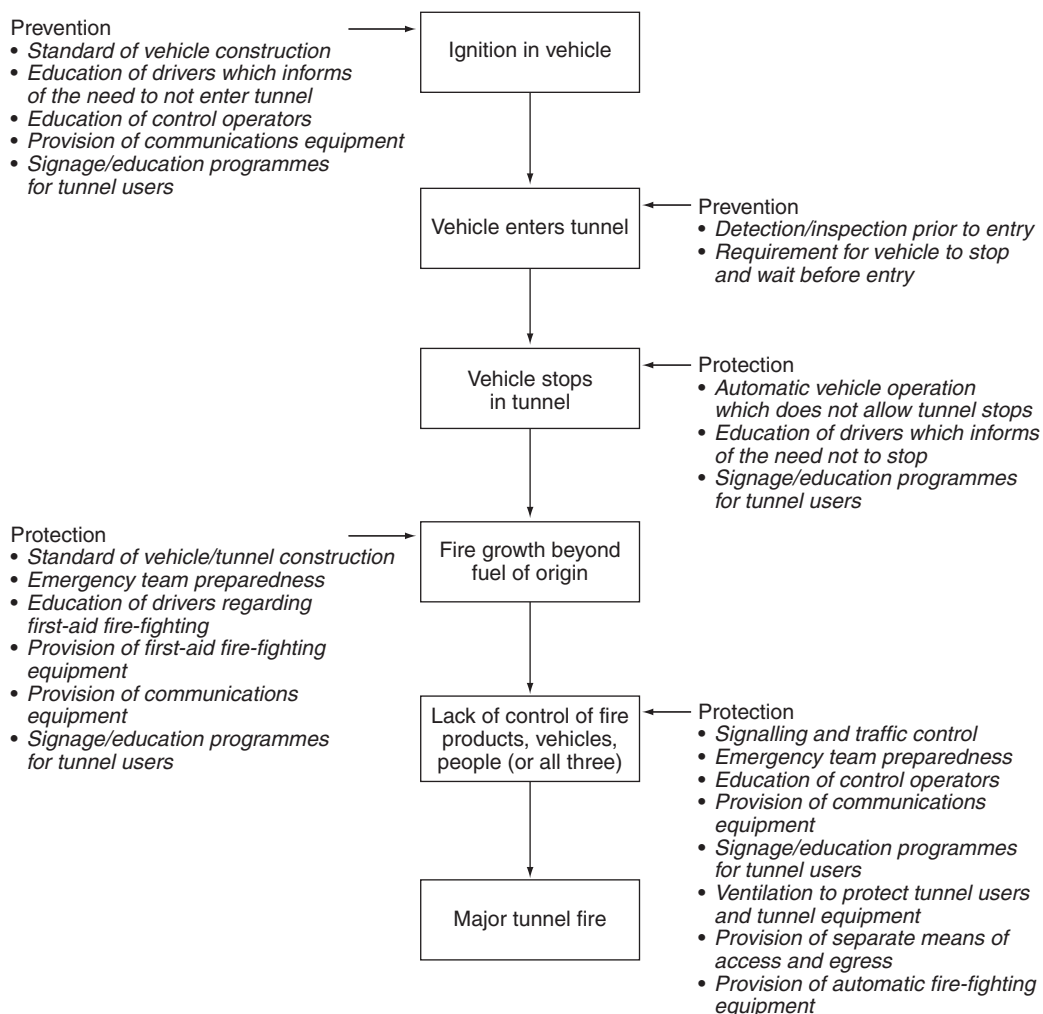 Prevention
• Standard of vehicle construction
• Education of drivers which informs
of the need to not enter tunnel
• Education of control operators
• Provision of communications equipment
• Signage/education programmes
for tunnel users
Ignition in vehicle
Vehicle enters tunnel
Prevention
• Detection/inspection prior to entry
• Requirement for vehicle to stop
and wait before entry
Vehicle stops
in tunnel
Protection
• Automatic vehicle operation
which does not allow tunnel stops
• Education of drivers which informs
of the need not to stop
• Signage/education programmes
for tunnel users
Protection
• Standard of vehicle/tunnel construction
• Emergency team preparedness
• Education of drivers regarding
first-aid fire-fighting
• Provision of first-aid fire-fighting
equipment
• Provision of communications
equipment
• Signage/education programmes
for tunnel users
Fire growth beyond
fuel of origin
Lack of control of fire
products, vehicles,
people (or all three)
Protection
• Signalling and traffic control
• Emergency team preparedness
• Education of control operators
• Provision of communications
equipment
• Signage/education programmes
for tunnel users
• Ventilation to protect tunnel users
and tunnel equipment
• Provision of separate means of
access and egress
• Provision of automatic fire-fighting
equipment
Major tunnel fire